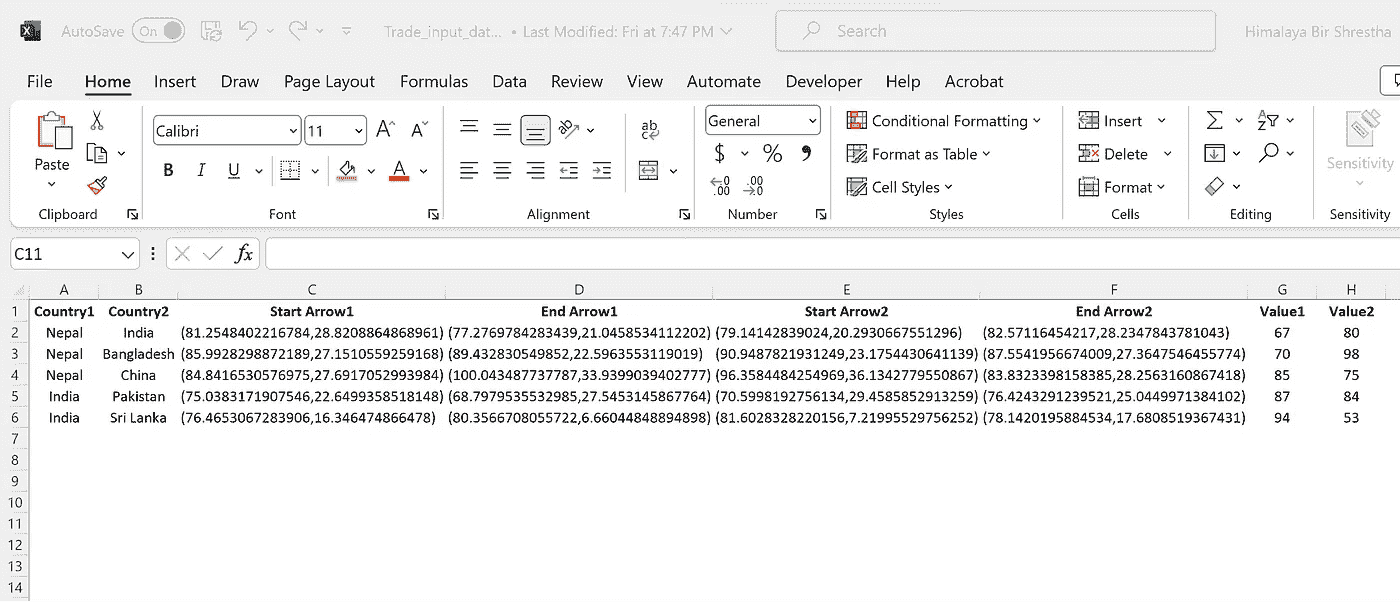 AutoSave On Trade_input_dat... • Last Modified: Fri at 7:47 PM Search Himalaya Bir Shrestha
File Home Insert Draw Page Layout Formulas Data Review View Automate Developer Help Acrobat
Calibri 11 General Conditional Formatting Insert
Paste Format as Table Delete Sensitivity
B I U A $ % Cell Styles Format
Clipboard Font Alignment Number Styles Cells Editing Sensitivity
C11 fx
A B C D E F G H
1 Country1 Country2 Start Arrow1 End Arrow1 Start Arrow2 End Arrow2 Value1 Value2
2 Nepal India (81.2548402216784,28.8208864868961) (77.2769784283439,21.0458534112202) (79.14142839024,20.2930667551296) (82.57116454217,28.2347843781043) 67 80
3 Nepal Bangladesh (85.9928298872189,27.1510559259168) (89.432830549852,22.5963553119019) (90.9487821931249,23.1754430641139) (87.5541956674009,27.3647546455774) 70 98
4 Nepal China (84.8416530576975,27.6917052993984) (100.043487737787,33.9399039402777) (96.3584484254969,36.1342779550867) (83.8323398158385,28.2563160867418) 85 75
5 India Pakistan (75.0383171907546,22.6499358518148) (68.7979535532985,27.5453145867764) (70.5998192756134,29.4585852913259) (76.4243291239521,25.0449971384102) 87 84
6 India Sri Lanka (76.4653067283906,16.346474866478) (80.3566708055722,6.66044848894898) (81.6028328220156,7.21995529756252) (78.1420195884534,17.6808519367431) 94 53
7
8
9
10
11
12
13
14